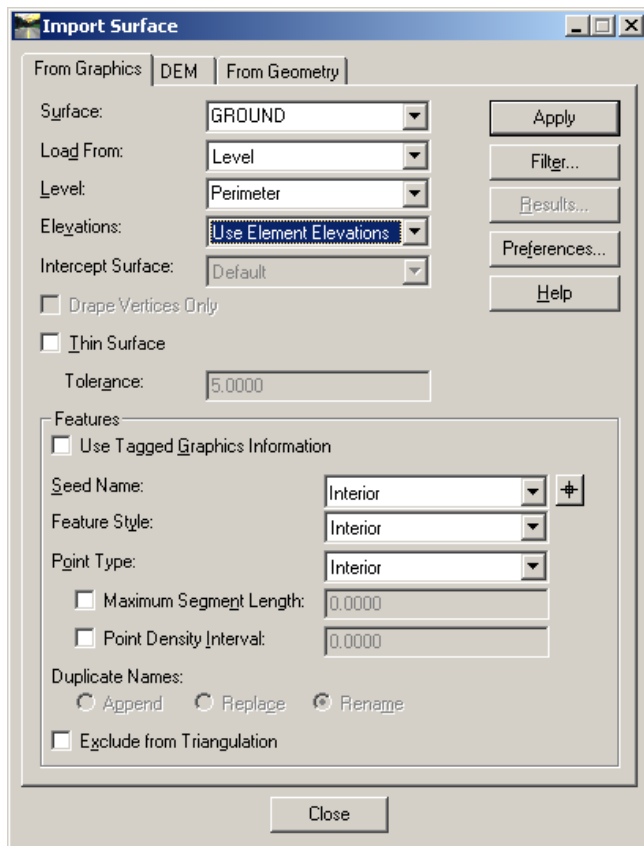 Import Surface
From Graphics DEM From Geometry
Surface: GROUND Apply
Load From: Level Filter...
Level: Perimeter Results...
Elevations: Use Element Elevations Preferences...
Intercept Surface: Default Help
Drape Vertices Only
Thin Surface
Tolerance: 5.0000
Features
Use Tagged Graphics Information
Seed Name: Interior
Feature Style: Interior
Point Type: Interior
Maximum Segment Length: 0.0000
Point Density Interval: 0.0000
Duplicate Names:
Append Replace Rename
Exclude from Triangulation
Close